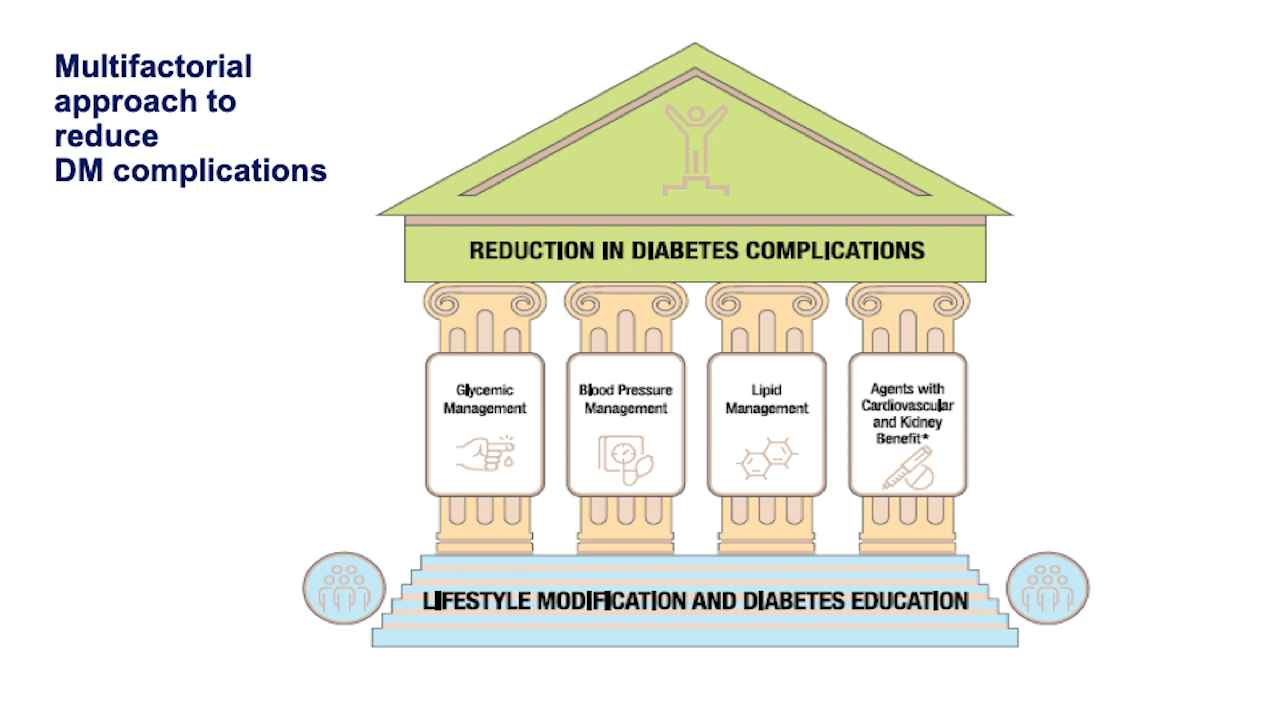 Multifactorial
approach to
reduce
DM complications
REDUCTION IN DIABETES COMPLICATIONS
Glycemic
Management
Blood Pressure
Management
Lipid
Management
Agents with
Cardiovascular
and Kidney
Benefit*
LIFESTYLE MODIFICATION AND DIABETES EDUCATION